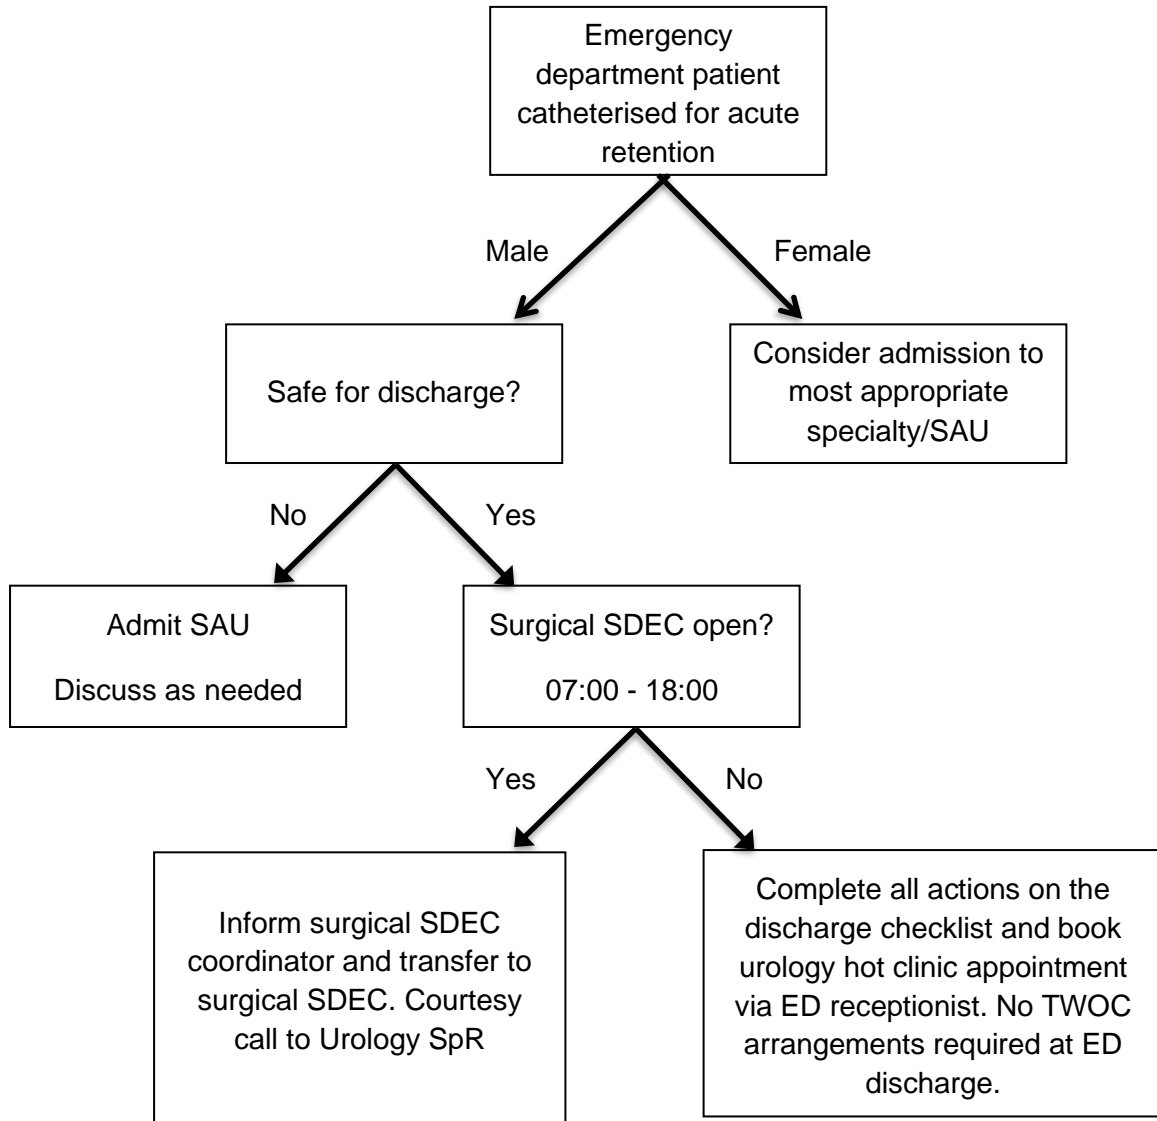 Emergency
department patient
catheterised for acute
retention
Male
Female
Safe for discharge?
Consider admission to
most appropriate
specialty/SAU
No
Yes
Admit SAU
Discuss as needed
Surgical SDEC open?
07:00 - 18:00
Yes
No
Inform surgical SDEC
coordinator and transfer to
surgical SDEC. Courtesy
call to Urology SpR
Complete all actions on the
discharge checklist and book
urology hot clinic appointment
via ED receptionist. No TWOC
arrangements required at ED
discharge.